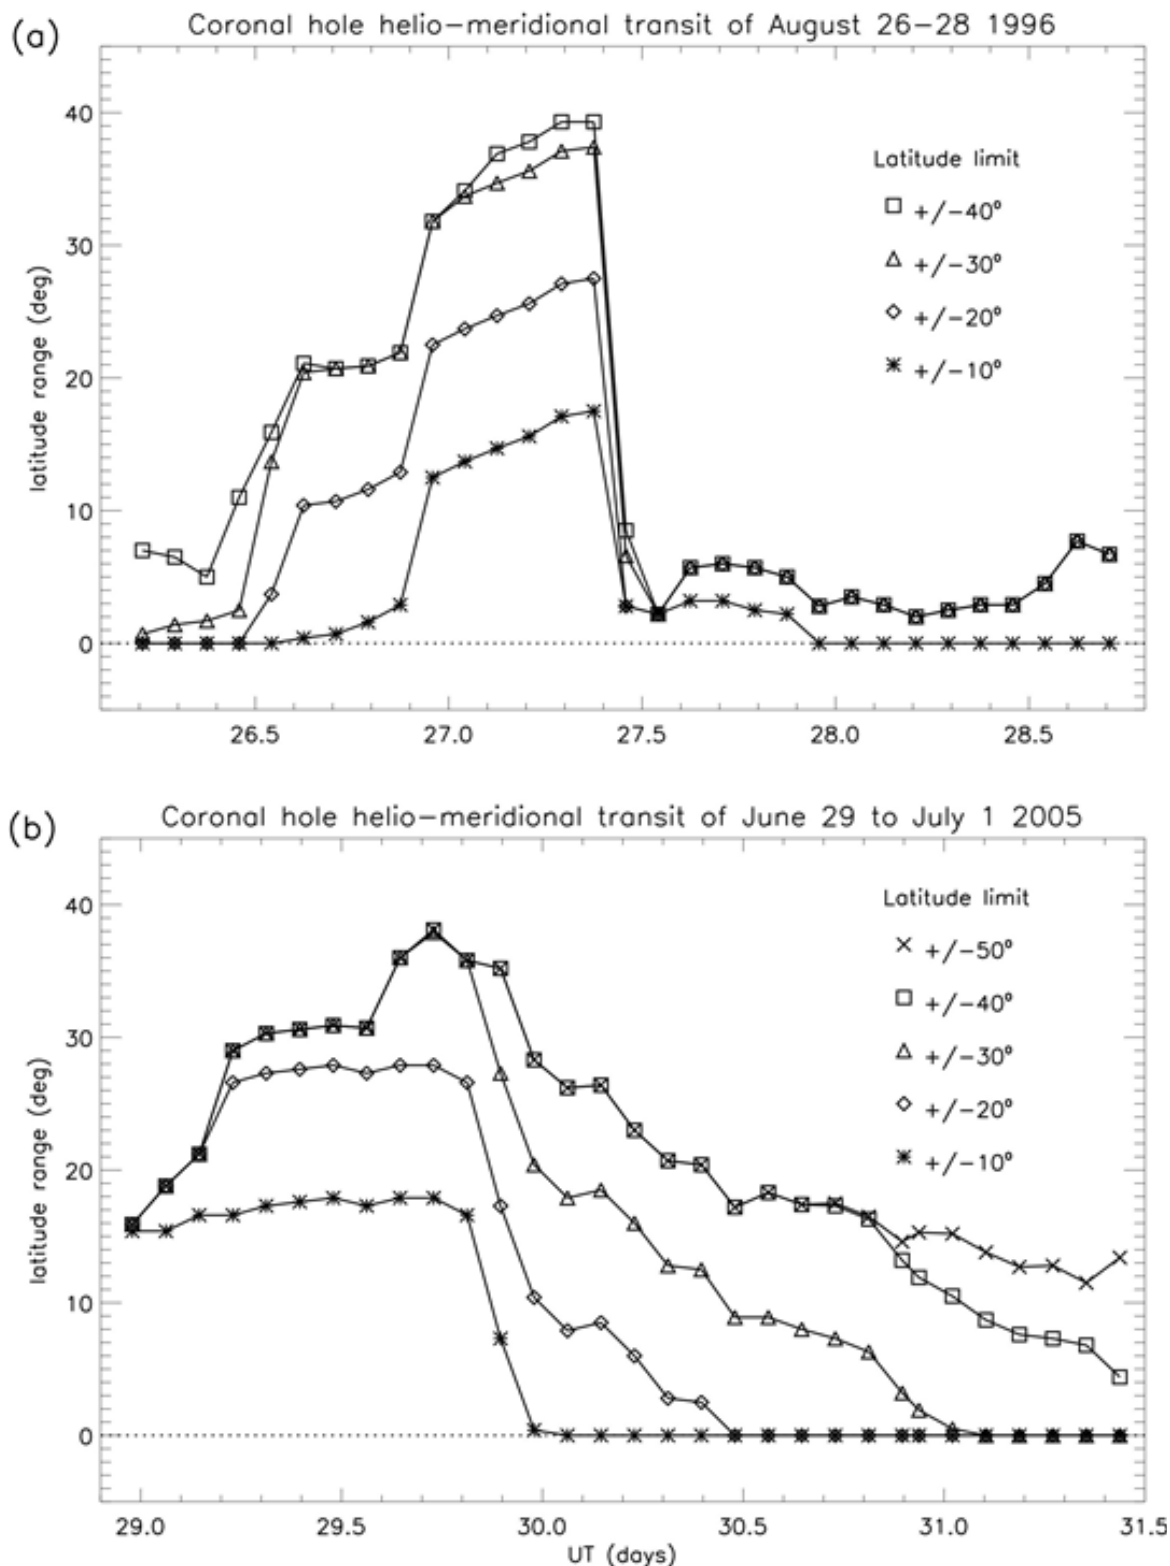 (a)
Coronal hole helio-meridional transit of August 26-28 1996
40
30
20
10
0
latitude range (deg)
Latitude limit
+/-40°
+/-30°
+/-20°
+/-10°
26.5 27.0 27.5 28.0 28.5
(b)
Coronal hole helio-meridional transit of June 29 to July 1 2005
40
30
20
10
0
latitude range (deg)
Latitude limit
+/-50°
+/-40°
+/-30°
+/-20°
+/-10°
29.0 29.5 30.0 30.5 31.0 31.5
UT (days)